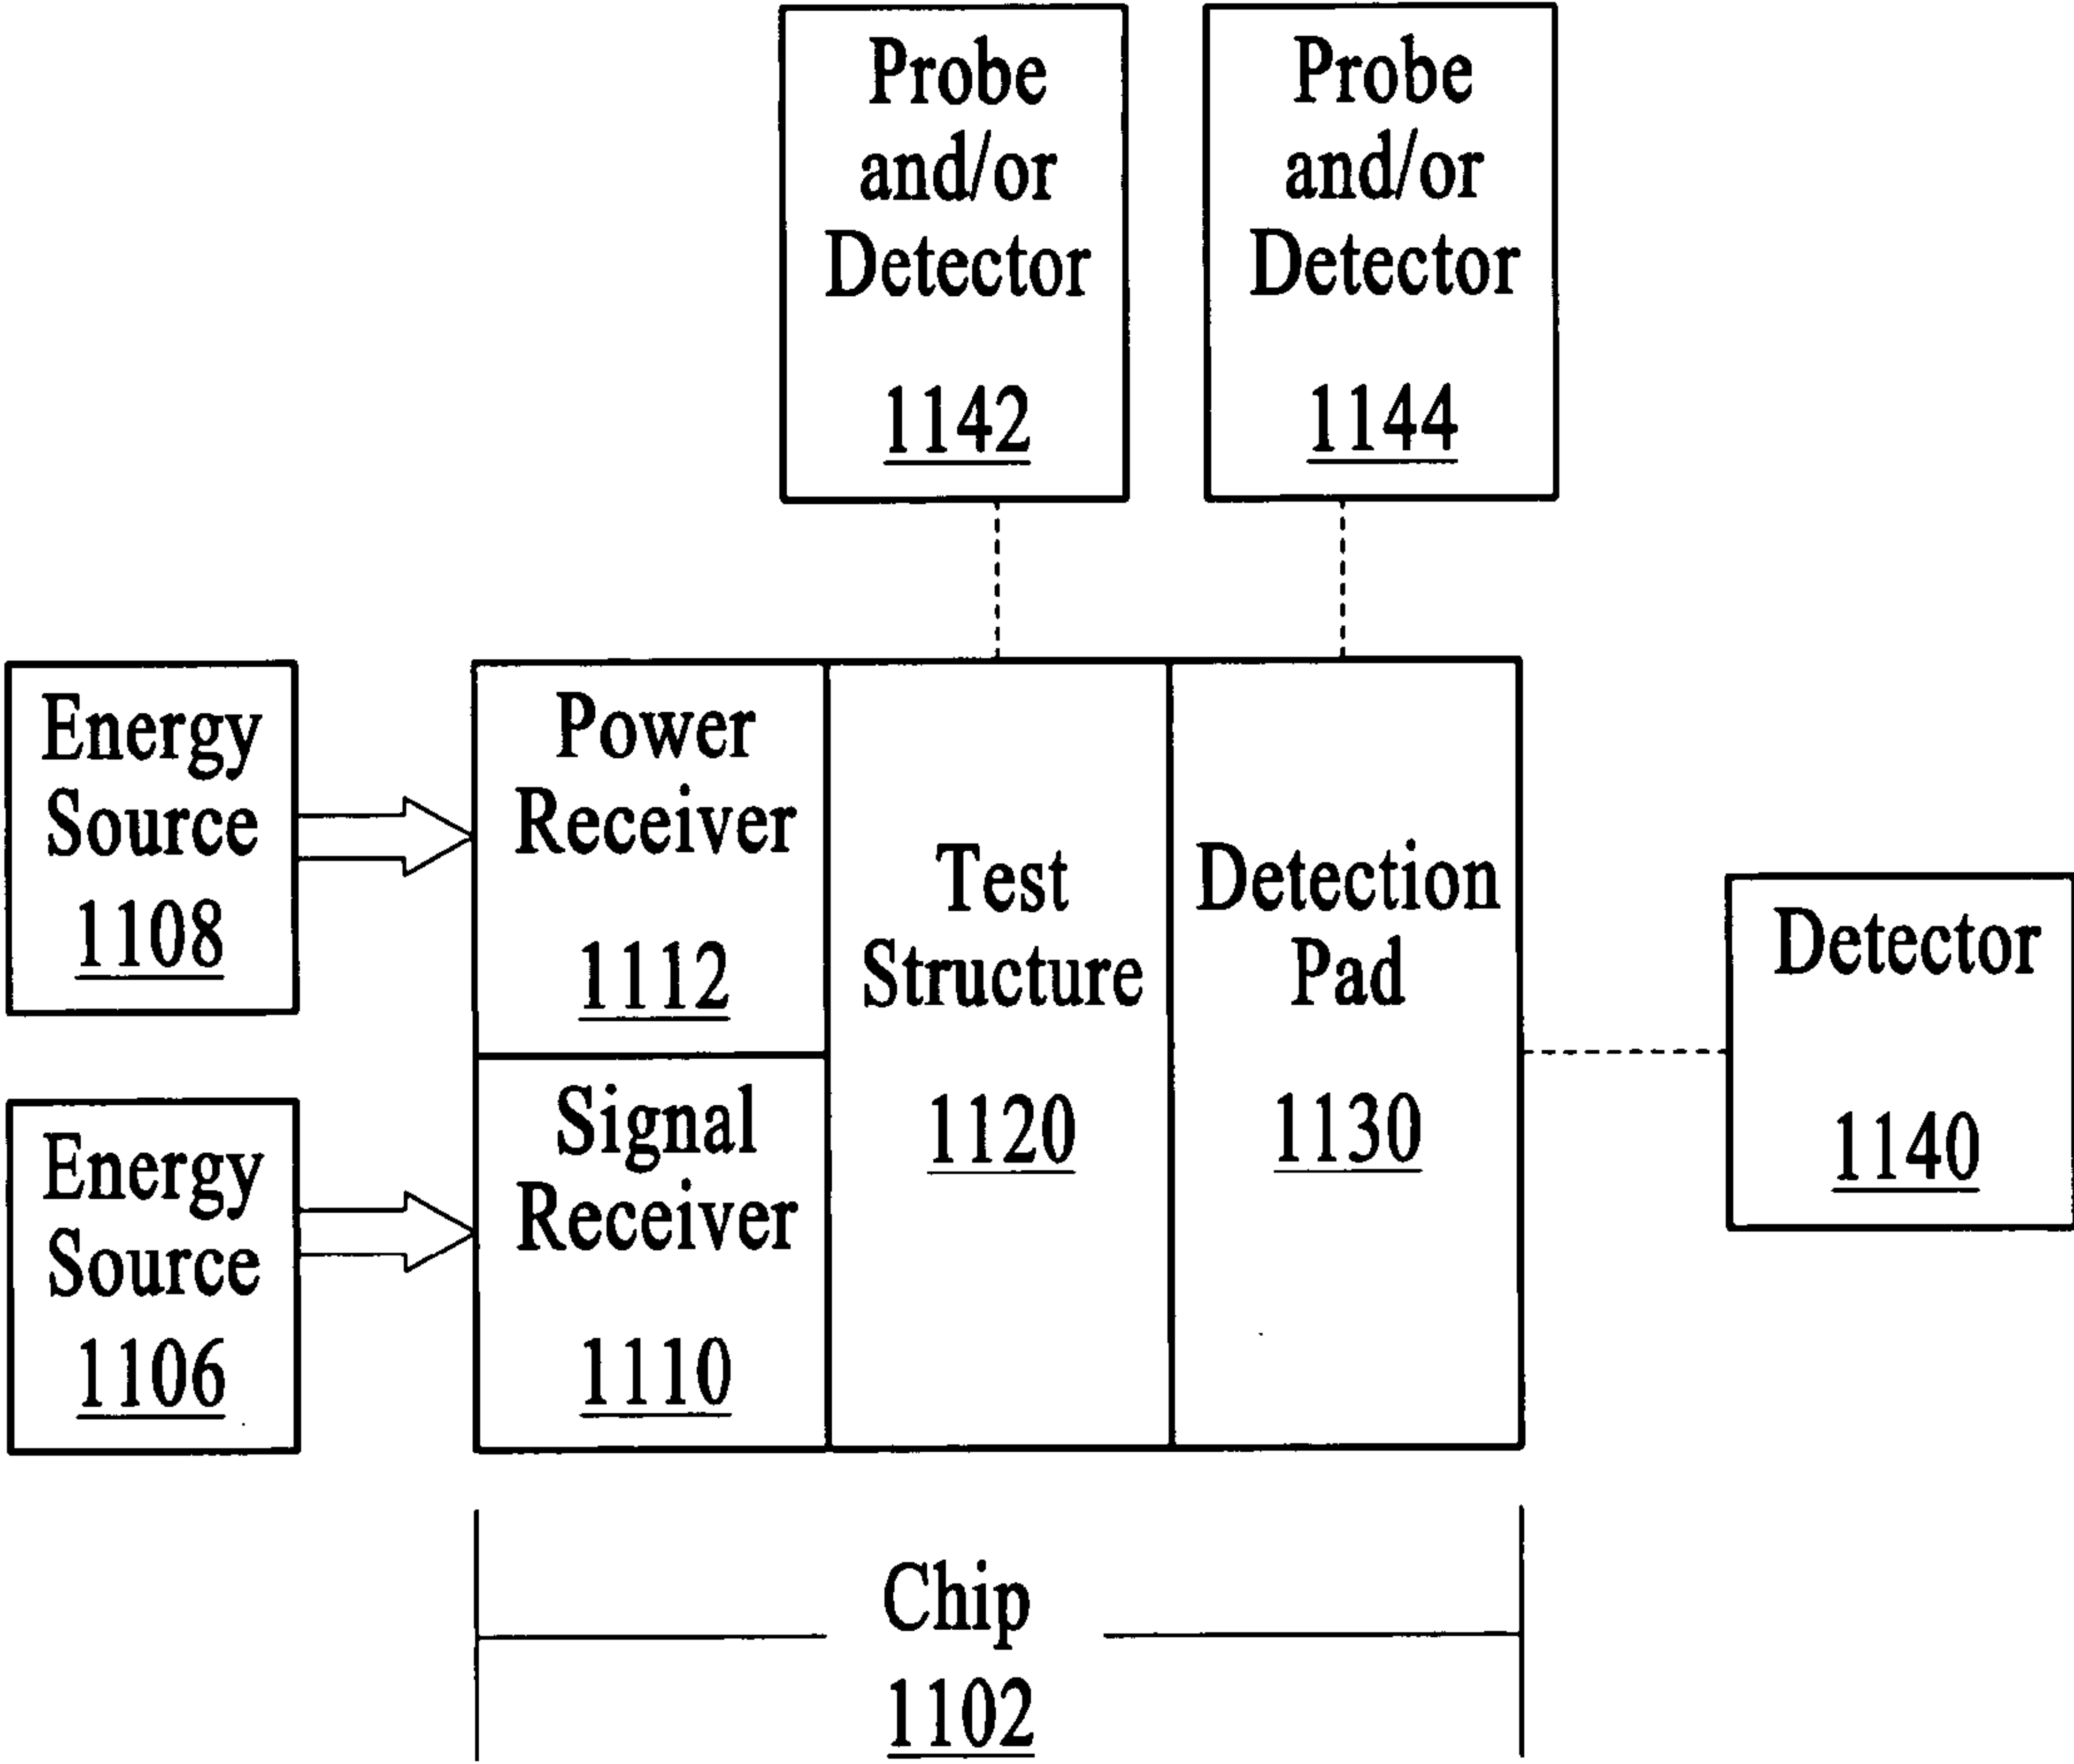 Probe
and/or
Detector
1142
Probe
and/or
Detector
1144
Energy
Source
1108
Power
Receiver
1112
Test
Structure
1120
Detection
Pad
1130
Detector
1140
Energy
Source
1106
Signal
Receiver
1110
Chip
1102